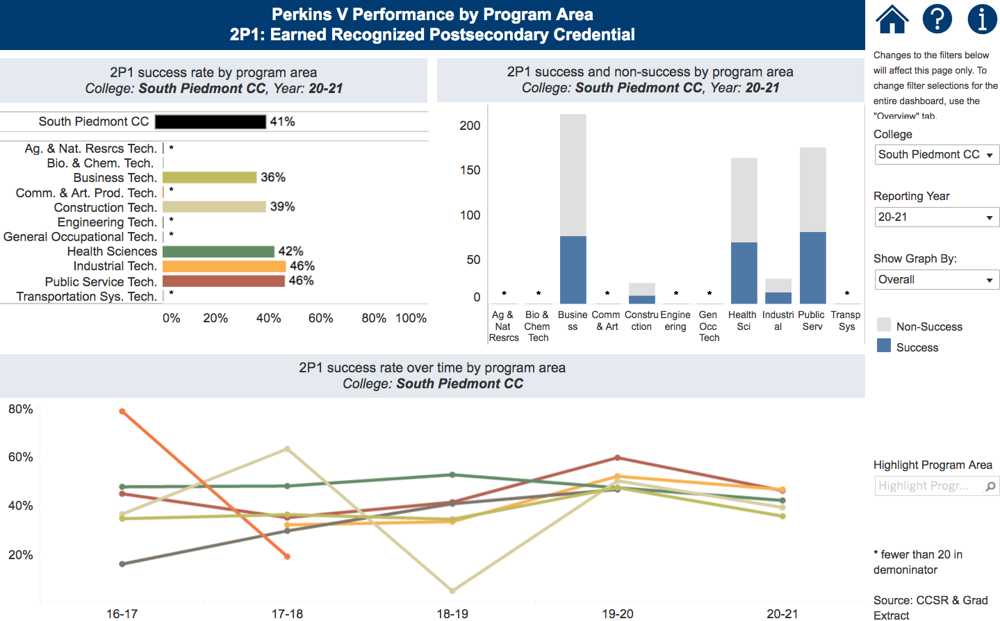 Perkins V Performance by Program Area
2P1: Earned Recognized Postsecondary Credential
2P1 success rate by program area
College: South Piedmont CC, Year: 20-21
South Piedmont CC 41%
Ag. & Nat. Resrcs Tech. *
Bio. & Chem. Tech.
Business Tech. 36%
Comm. & Art. Prod. Tech. *
Construction Tech. 39%
Engineering Tech. *
General Occupational Tech. *
Health Sciences 42%
Industrial Tech. 46%
Public Service Tech. 46%
Transportation Sys. Tech. *
0% 20% 40% 60% 80% 100%
2P1 success and non-success by program area
College: South Piedmont CC, Year: 20-21
200
150
100
50
0
* * * * * *
Ag & Bio & Busine Comm Constru Engine Gen Health Industri Public Transp
Nat Chem ss & Art ction ering Occ Sci al Serv Sys
Resrcs Tech Tech
2P1 success rate over time by program area
College: South Piedmont CC
80%
60%
40%
20%
16-17 17-18 18-19 19-20 20-21
? i
Changes to the filters below
will affect this page only. To
change filter selections for the
entire dashboard, use the
"Overview" tab.
College
South Piedmont CC
Reporting Year
20-21
Show Graph By:
Overall
Non-Success
Success
Highlight Program Area
Highlight Progr...
* fewer than 20 in
demoninator
Source: CCSR & Grad
Extract